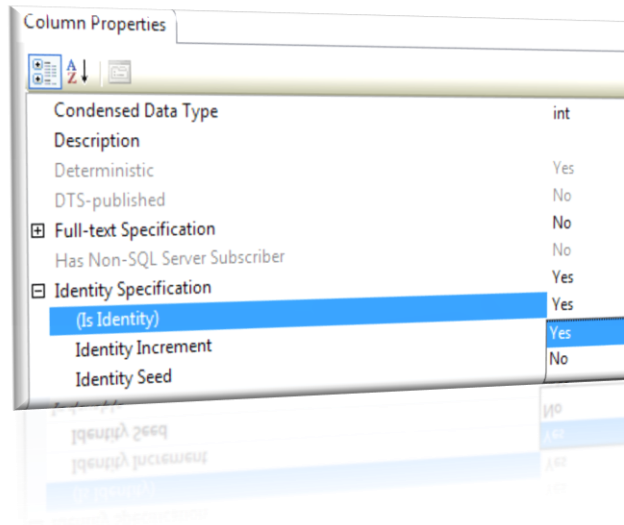 Column Properties
Condensed Data Type int
Description
Deterministic Yes
DTS-published No
Full-text Specification No
Has Non-SQL Server Subscriber No
Identity Specification Yes
(Is Identity) Yes
Identity Increment Yes
Identity Seed No